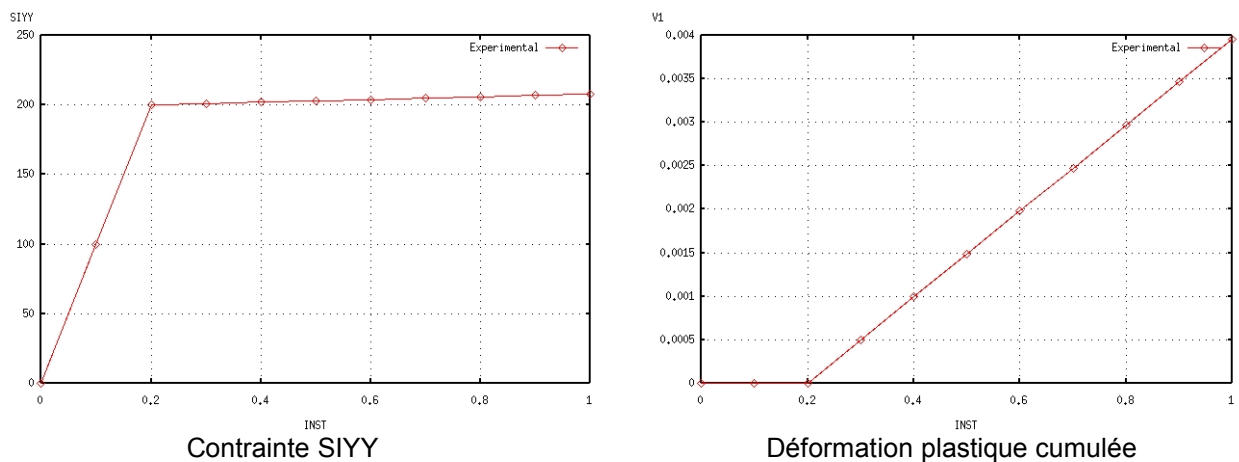 SIYY
250
200
150
100
50
0
0 0.2 0.4 0.6 0.8 1
Experimental
INST
Contrainte SIYY
V1
0.004
0.0035
0.003
0.0025
0.002
0.0015
0.001
0.0005
0
0 0.2 0.4 0.6 0.8 1
Experimental
INST
Déformation plastique cumulée